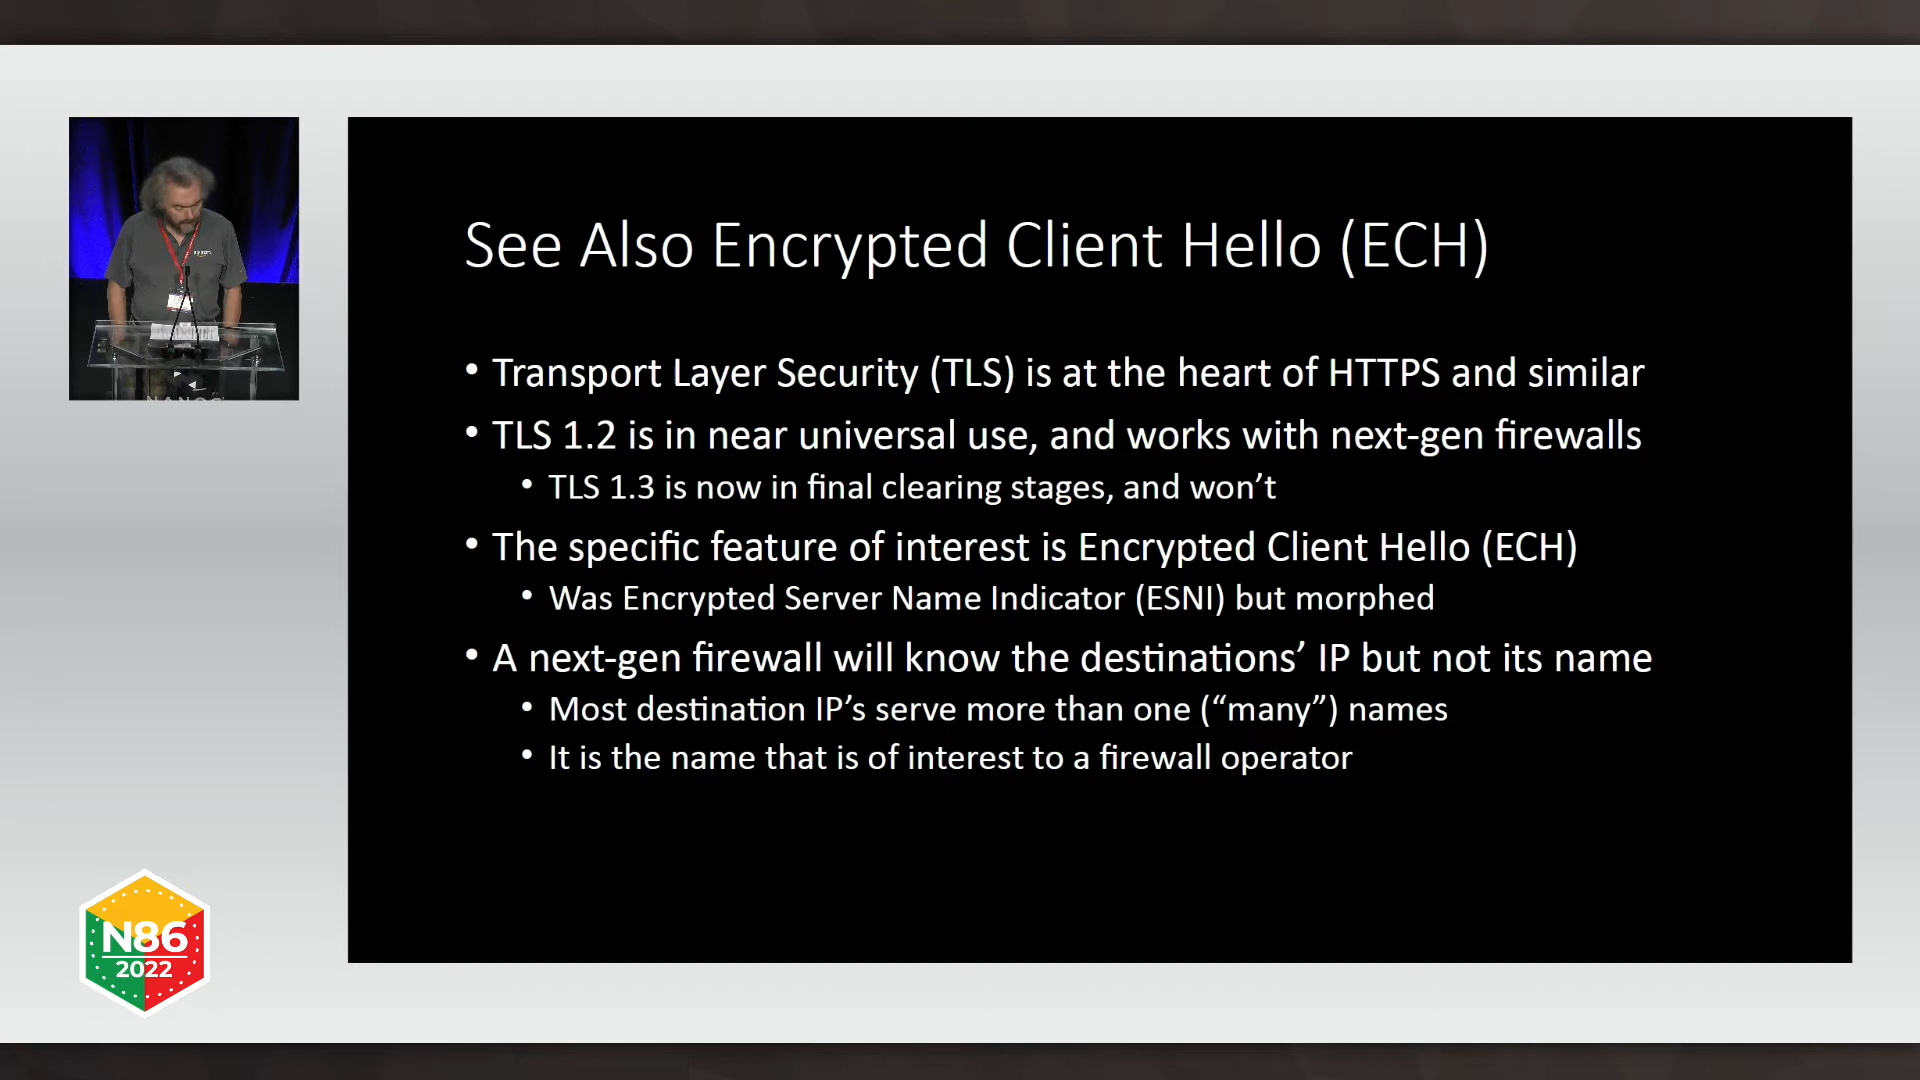 See Also Encrypted Client Hello (ECH)
• Transport Layer Security (TLS) is at the heart of HTTPS and similar
• TLS 1.2 is in near universal use, and works with next-gen firewalls
• TLS 1.3 is now in final clearing stages, and won’t
• The specific feature of interest is Encrypted Client Hello (ECH)
• Was Encrypted Server Name Indicator (ESNI) but morphed
• A next-gen firewall will know the destinations’ IP but not its name
• Most destination IP’s serve more than one (“many”) names
• It is the name that is of interest to a firewall operator
N86
2022